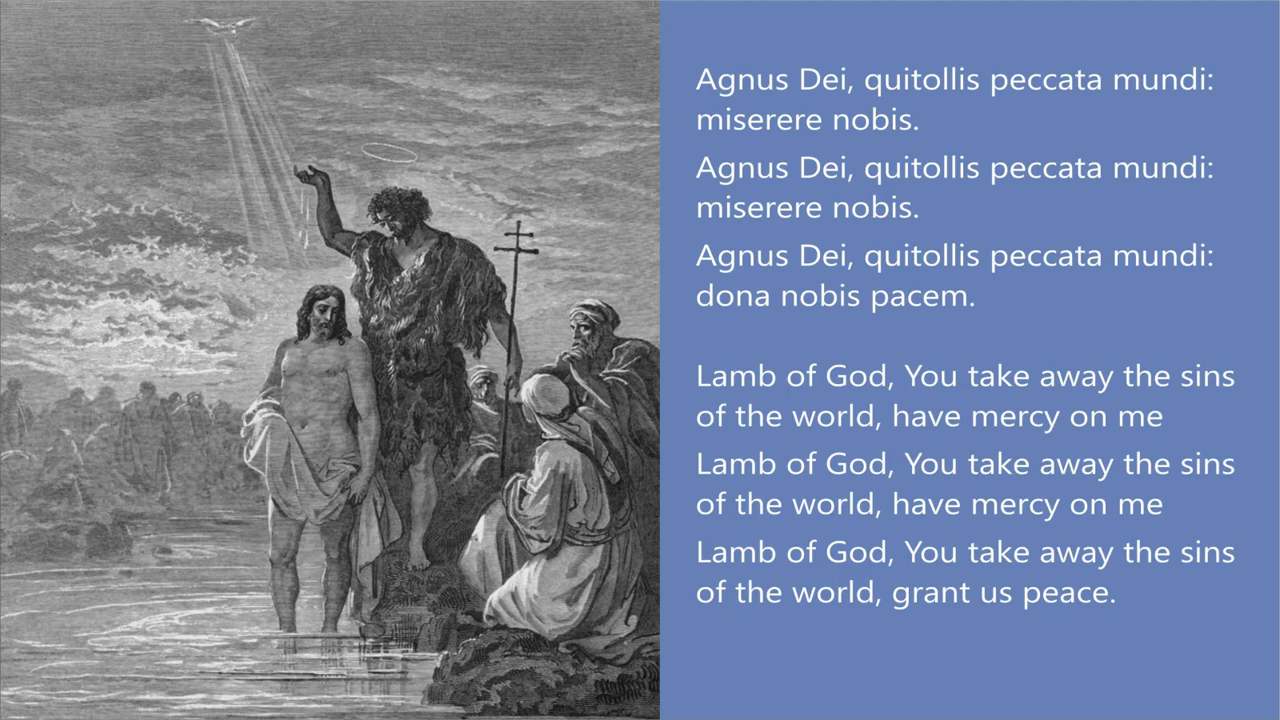 Agnus Dei, quitollis peccata mundi:
miserere nobis.
Agnus Dei, quitollis peccata mundi:
miserere nobis.
Agnus Dei, quitollis peccata mundi:
dona nobis pacem.
Lamb of God, You take away the sins
of the world, have mercy on me
Lamb of God, You take away the sins
of the world, have mercy on me
Lamb of God, You take away the sins
of the world, grant us peace.